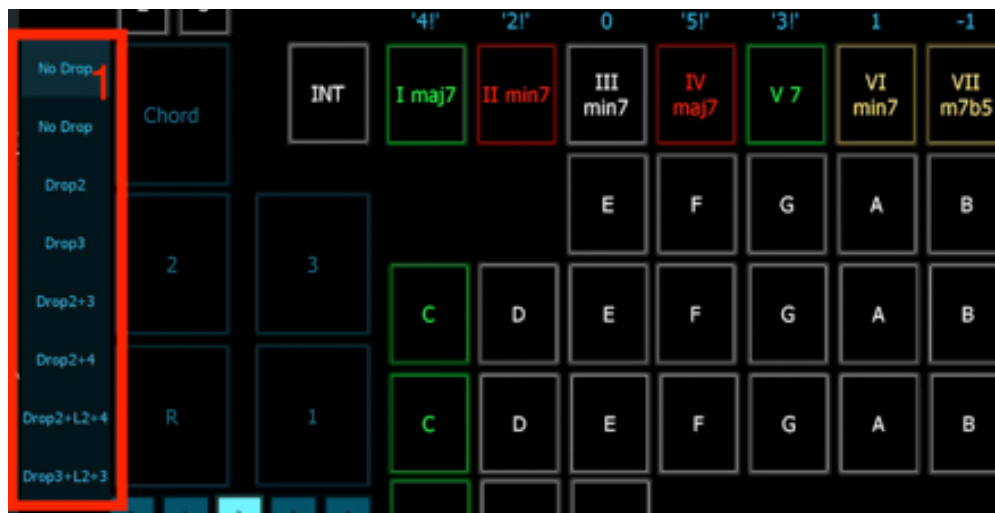 '4!' '2!' 0 '5!' '3!' 1 -1
No Drop
1
No Drop
Drop2
Drop3
Drop2+3
Drop2+4
Drop2+L2+4
Drop3+L2+3
Chord
2
3
R
1
INT
I maj7
II min7
III
min7
IV
maj7
V 7
VI
min7
VII
m7b5
E F G A B
C D E F G A B
C D E F G A B